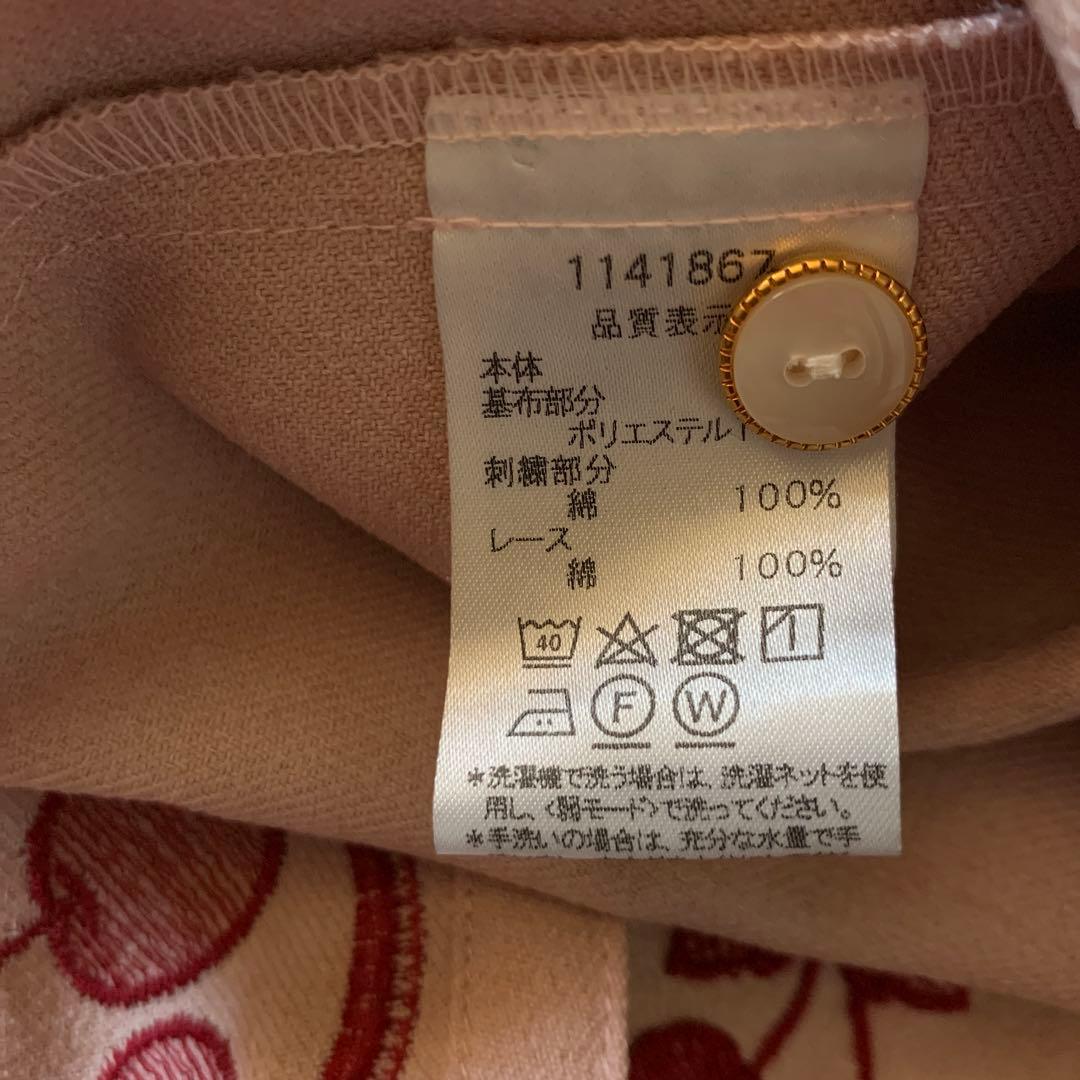 1141867
品質表示
本体
基布部分
ポリエステル
刺繍部分
綿 100%
レース
綿 100%
40
F W
*洗濯機で洗う場合は、洗濯ネットを使
用し、〈弱モード〉で洗ってください。
*手洗いの場合は、充分な水量で手